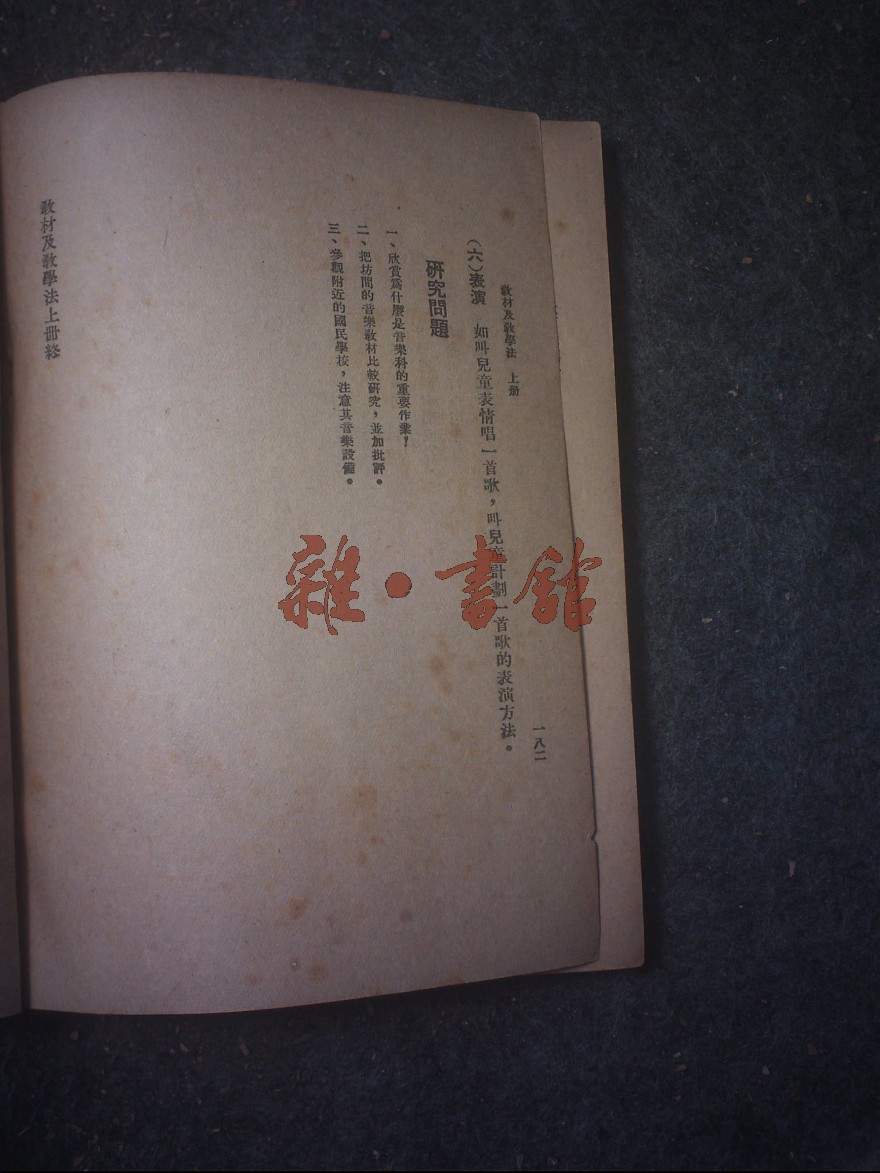 教材及教學法　上册
一八二
(六)表演　如叫兒童表情唱一首歌，叫兒童計劃一首歌的表演方法。
研究問題
一、欣賞爲什麽是音樂科的重要作業？
二、把坊間的音樂教材比較研究，並加批評。
三、參觀附近的國民學校，注意其音樂設備。
教材及教學法上册終
雜·書館